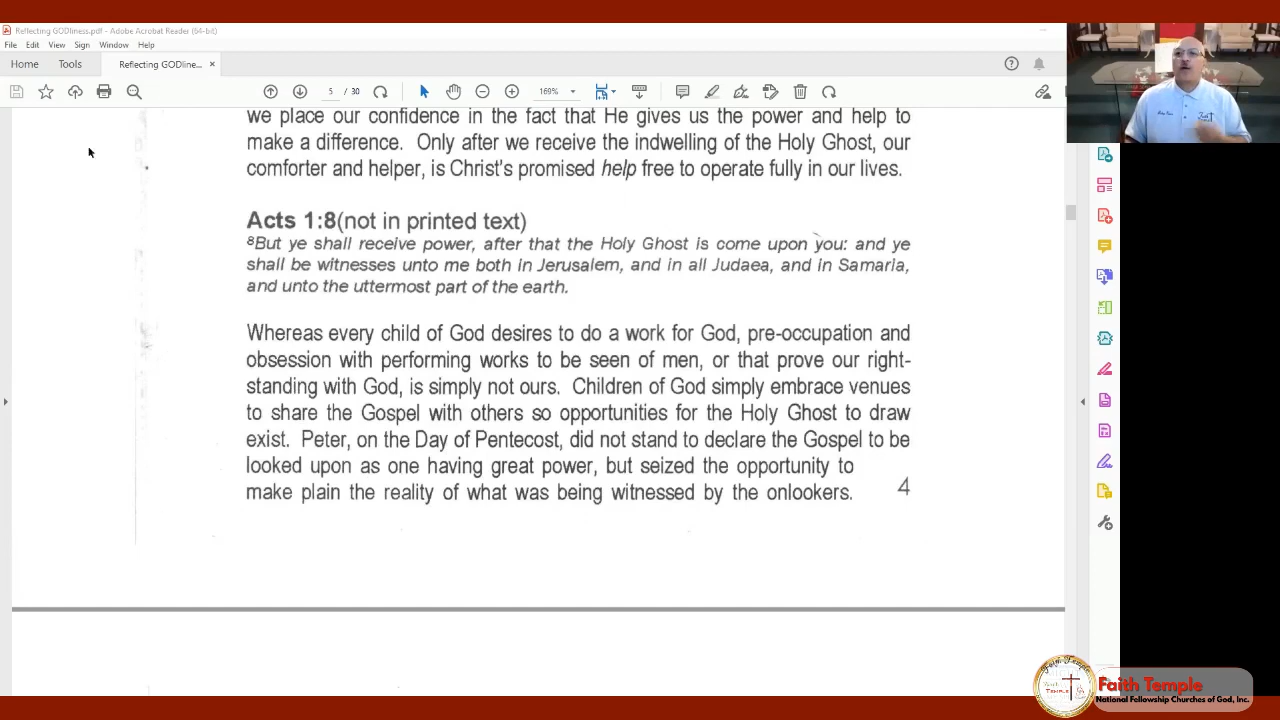 Reflecting GODliness.pdf - Adobe Acrobat Reader (64-bit)
File Edit View Sign Window Help
Home Tools Reflecting GODline... ×
5 / 30 169%
we place our confidence in the fact that He gives us the power and help to
make a difference. Only after we receive the indwelling of the Holy Ghost, our
comforter and helper, is Christ's promised help free to operate fully in our lives.
Acts 1:8(not in printed text)
⁸But ye shall receive power, after that the Holy Ghost is come upon you: and ye
shall be witnesses unto me both in Jerusalem, and in all Judaea, and in Samaria,
and unto the uttermost part of the earth.
Whereas every child of God desires to do a work for God, pre-occupation and
obsession with performing works to be seen of men, or that prove our right-
standing with God, is simply not ours. Children of God simply embrace venues
to share the Gospel with others so opportunities for the Holy Ghost to draw
exist. Peter, on the Day of Pentecost, did not stand to declare the Gospel to be
looked upon as one having great power, but seized the opportunity to
make plain the reality of what was being witnessed by the onlookers.
4
Faith Temple
Faith Temple
National Fellowship Churches of God, Inc.